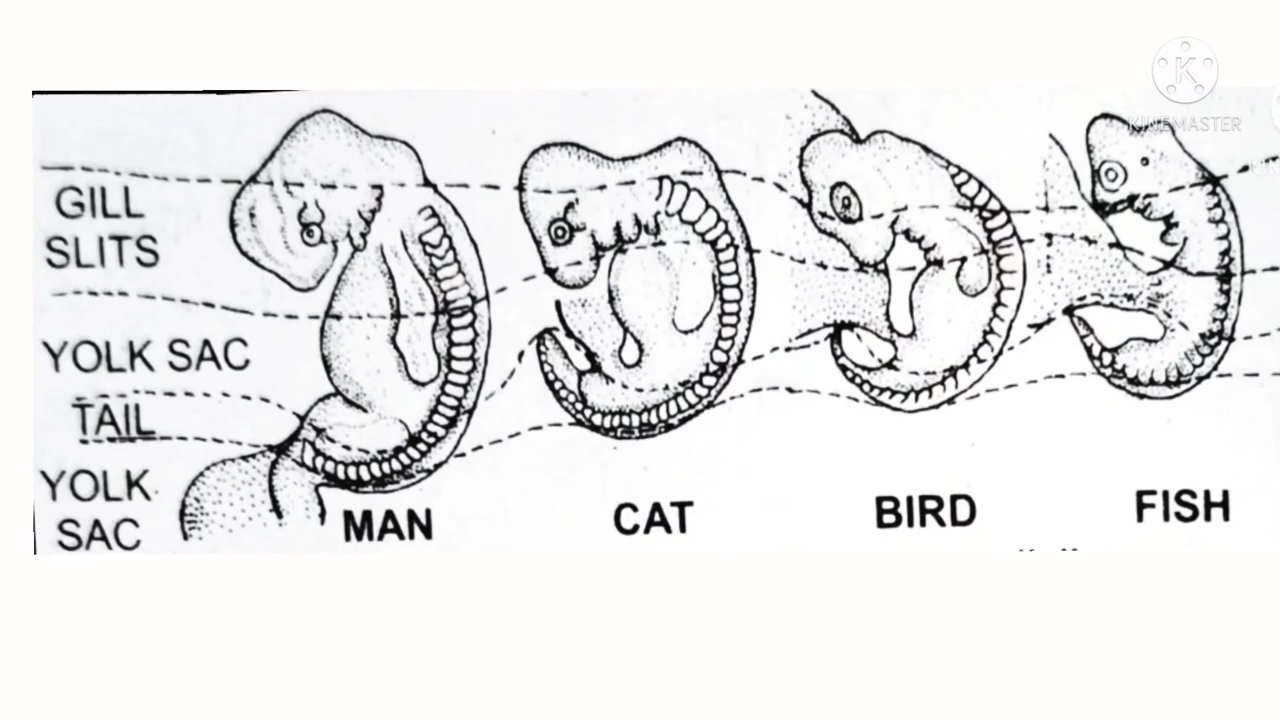 K
KINEMASTER
GILL
SLITS
YOLK SAC
TAIL
YOLK
SAC
MAN
CAT
BIRD
FISH